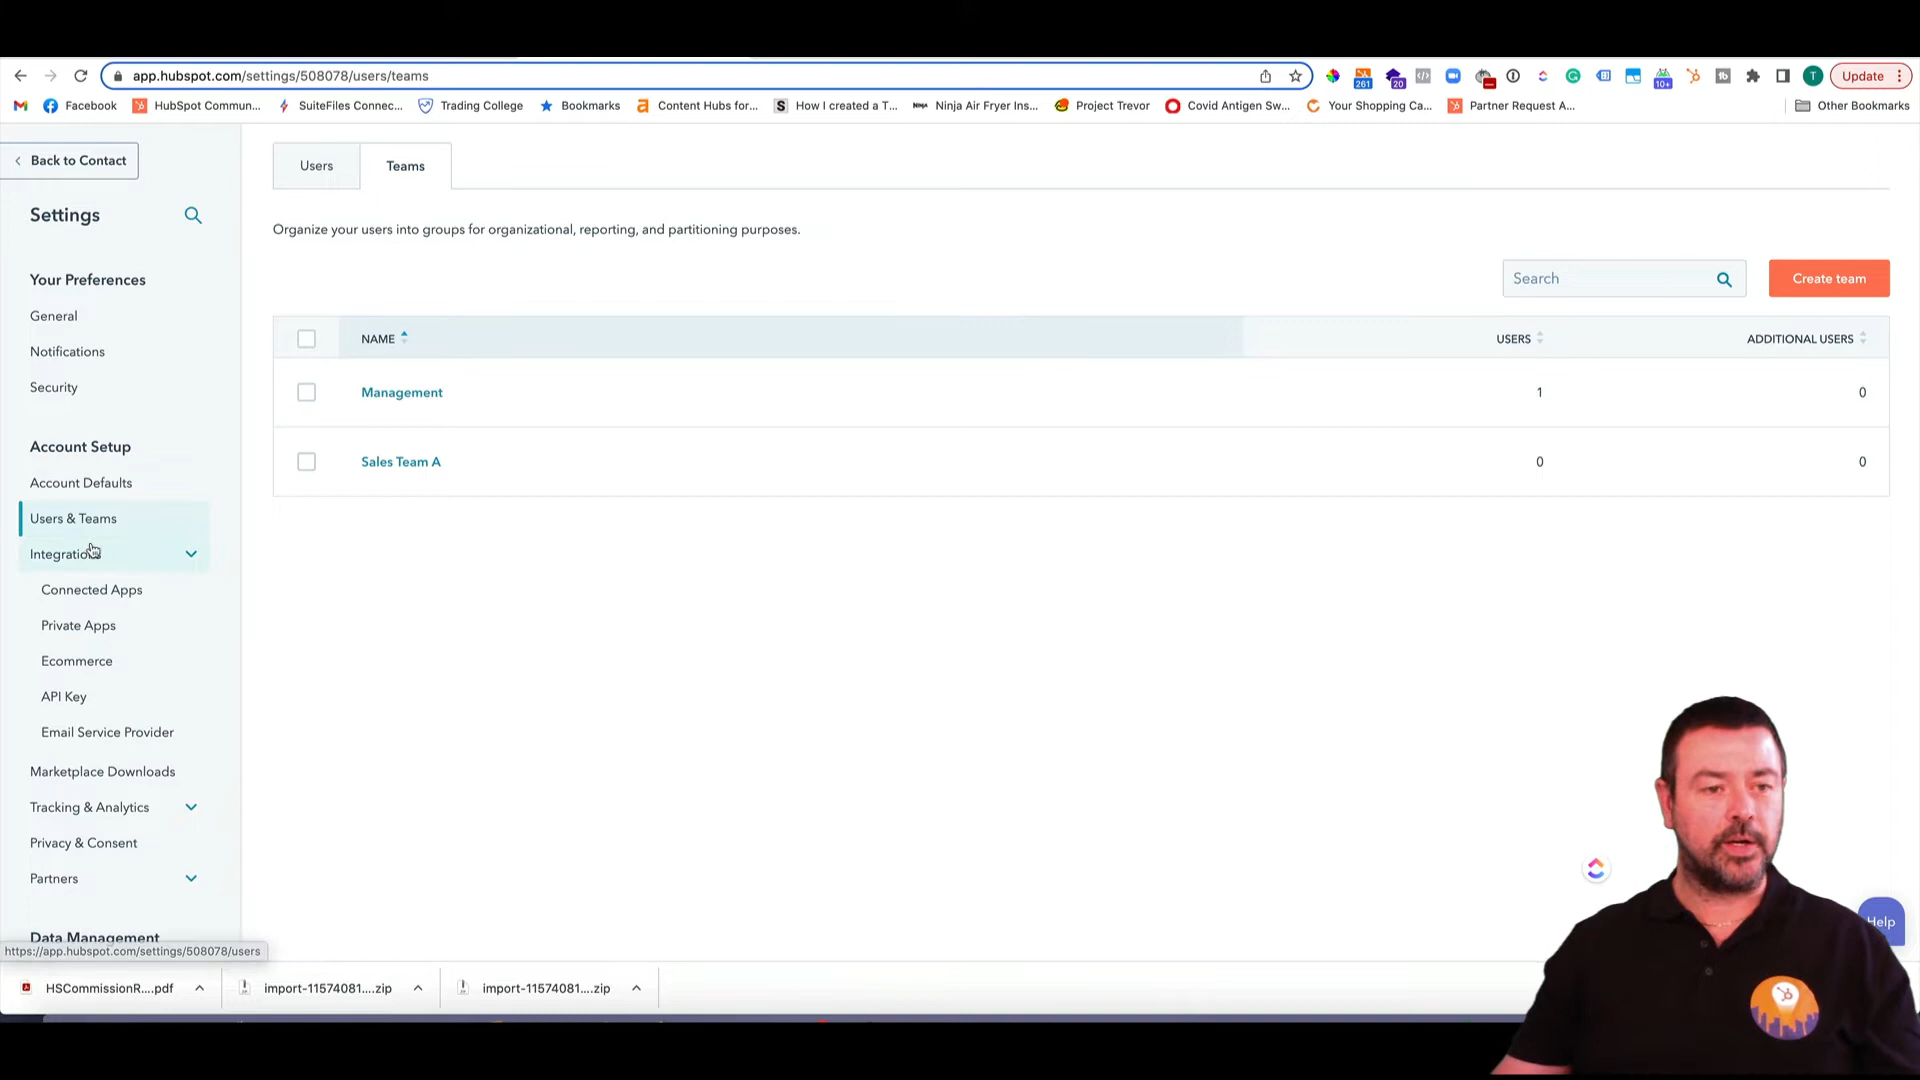 app.hubspot.com/settings/508078/users/teams
261
20
10+
T
Update
Facebook
HubSpot Commun...
SuiteFiles Connec...
Trading College
Bookmarks
Content Hubs for...
How I created a T...
Ninja Air Fryer Ins...
Project Trevor
Covid Antigen Sw...
Your Shopping Ca...
Partner Request A...
Other Bookmarks
Back to Contact
Users
Teams
Settings
Organize your users into groups for organizational, reporting, and partitioning purposes.
Search
Create team
Your Preferences
General
Notifications
Security
NAME
USERS
ADDITIONAL USERS
Management
1
0
Sales Team A
0
0
Account Setup
Account Defaults
Users & Teams
Integrations
Connected Apps
Private Apps
Ecommerce
API Key
Email Service Provider
Marketplace Downloads
Tracking & Analytics
Privacy & Consent
Partners
Data Management
https://app.hubspot.com/settings/508078/users
Help
HSCommissionR....pdf
import-11574081....zip
import-11574081....zip